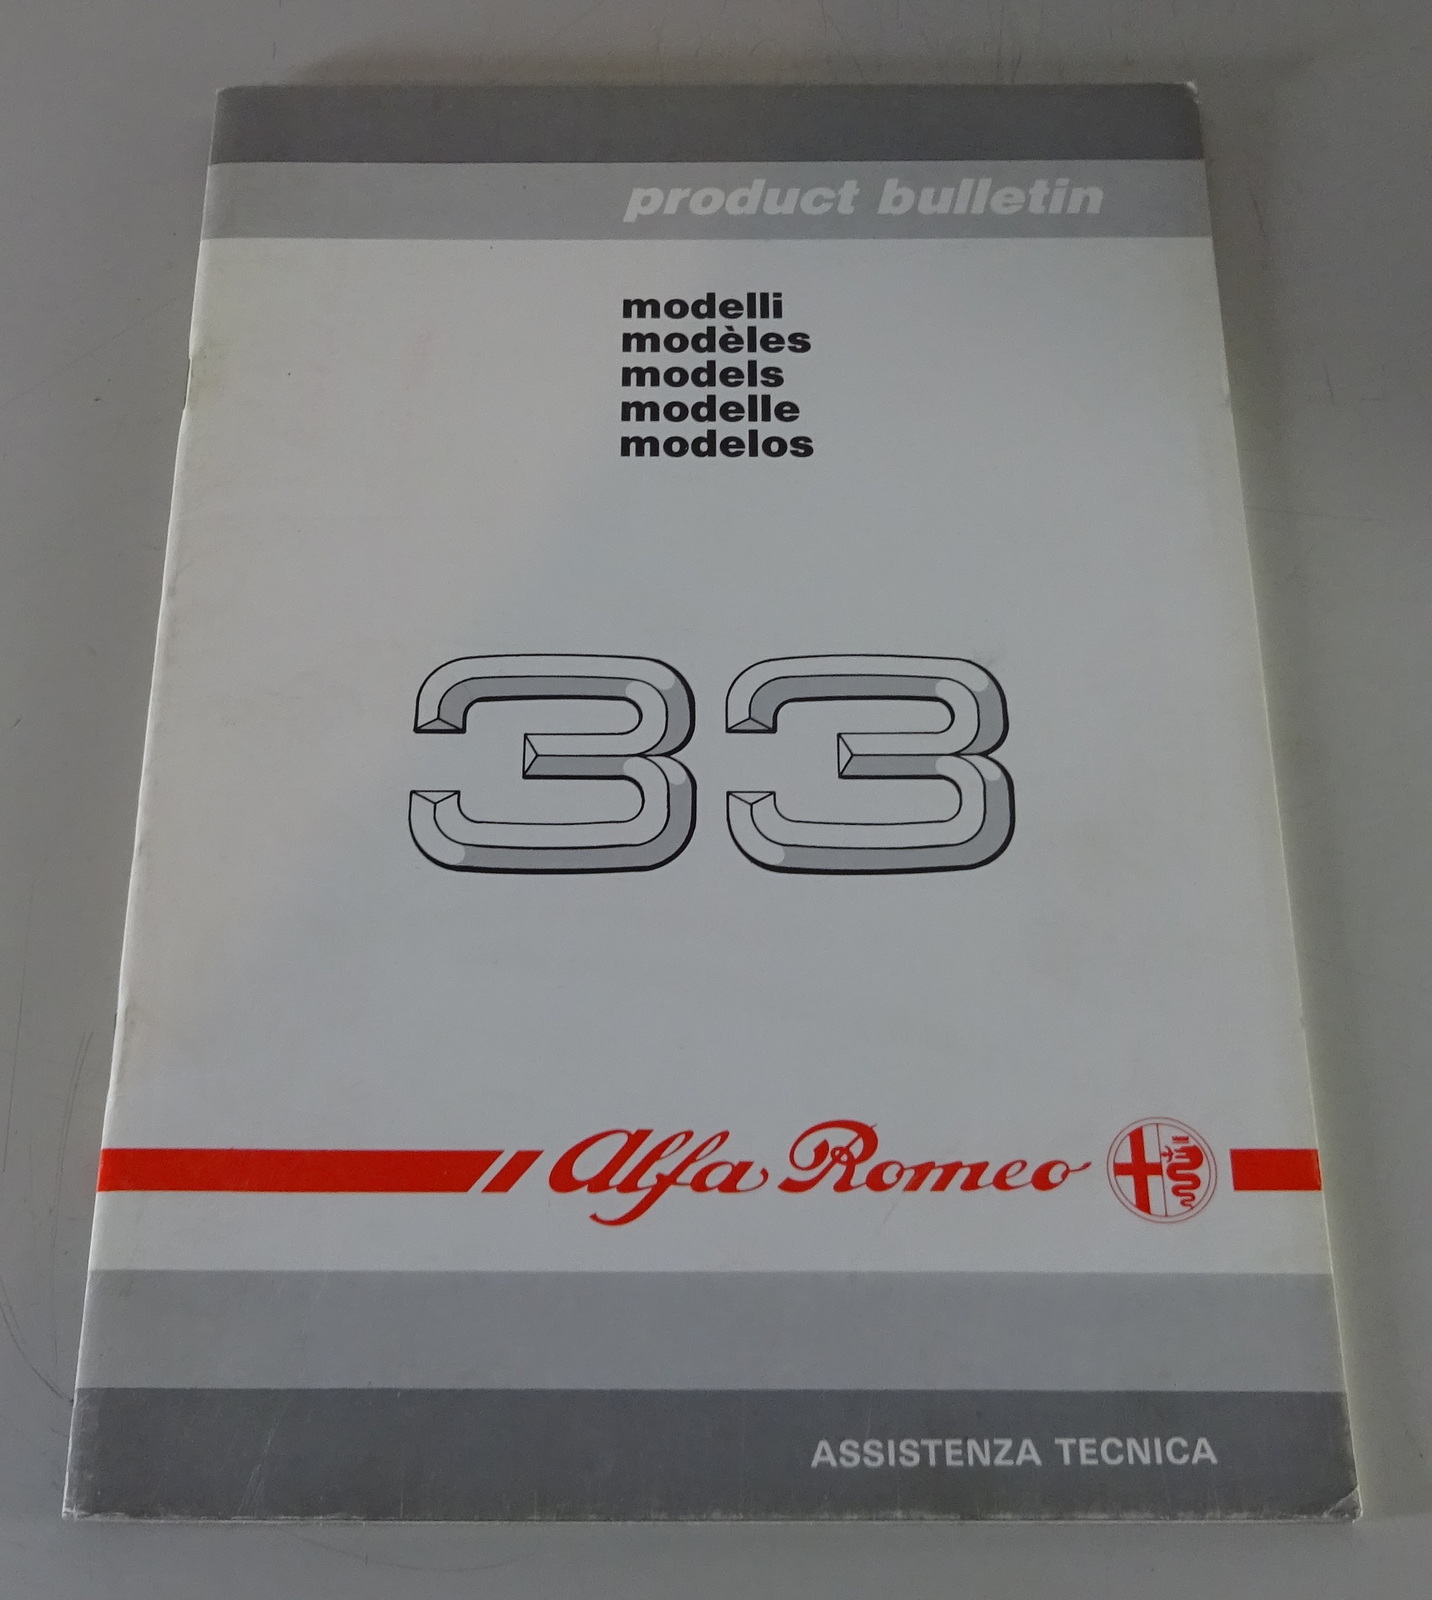 product bulletin
modelli
modèles
models
modelle
modelos
33
Alfa Romeo
ASSISTENZA TECNICA